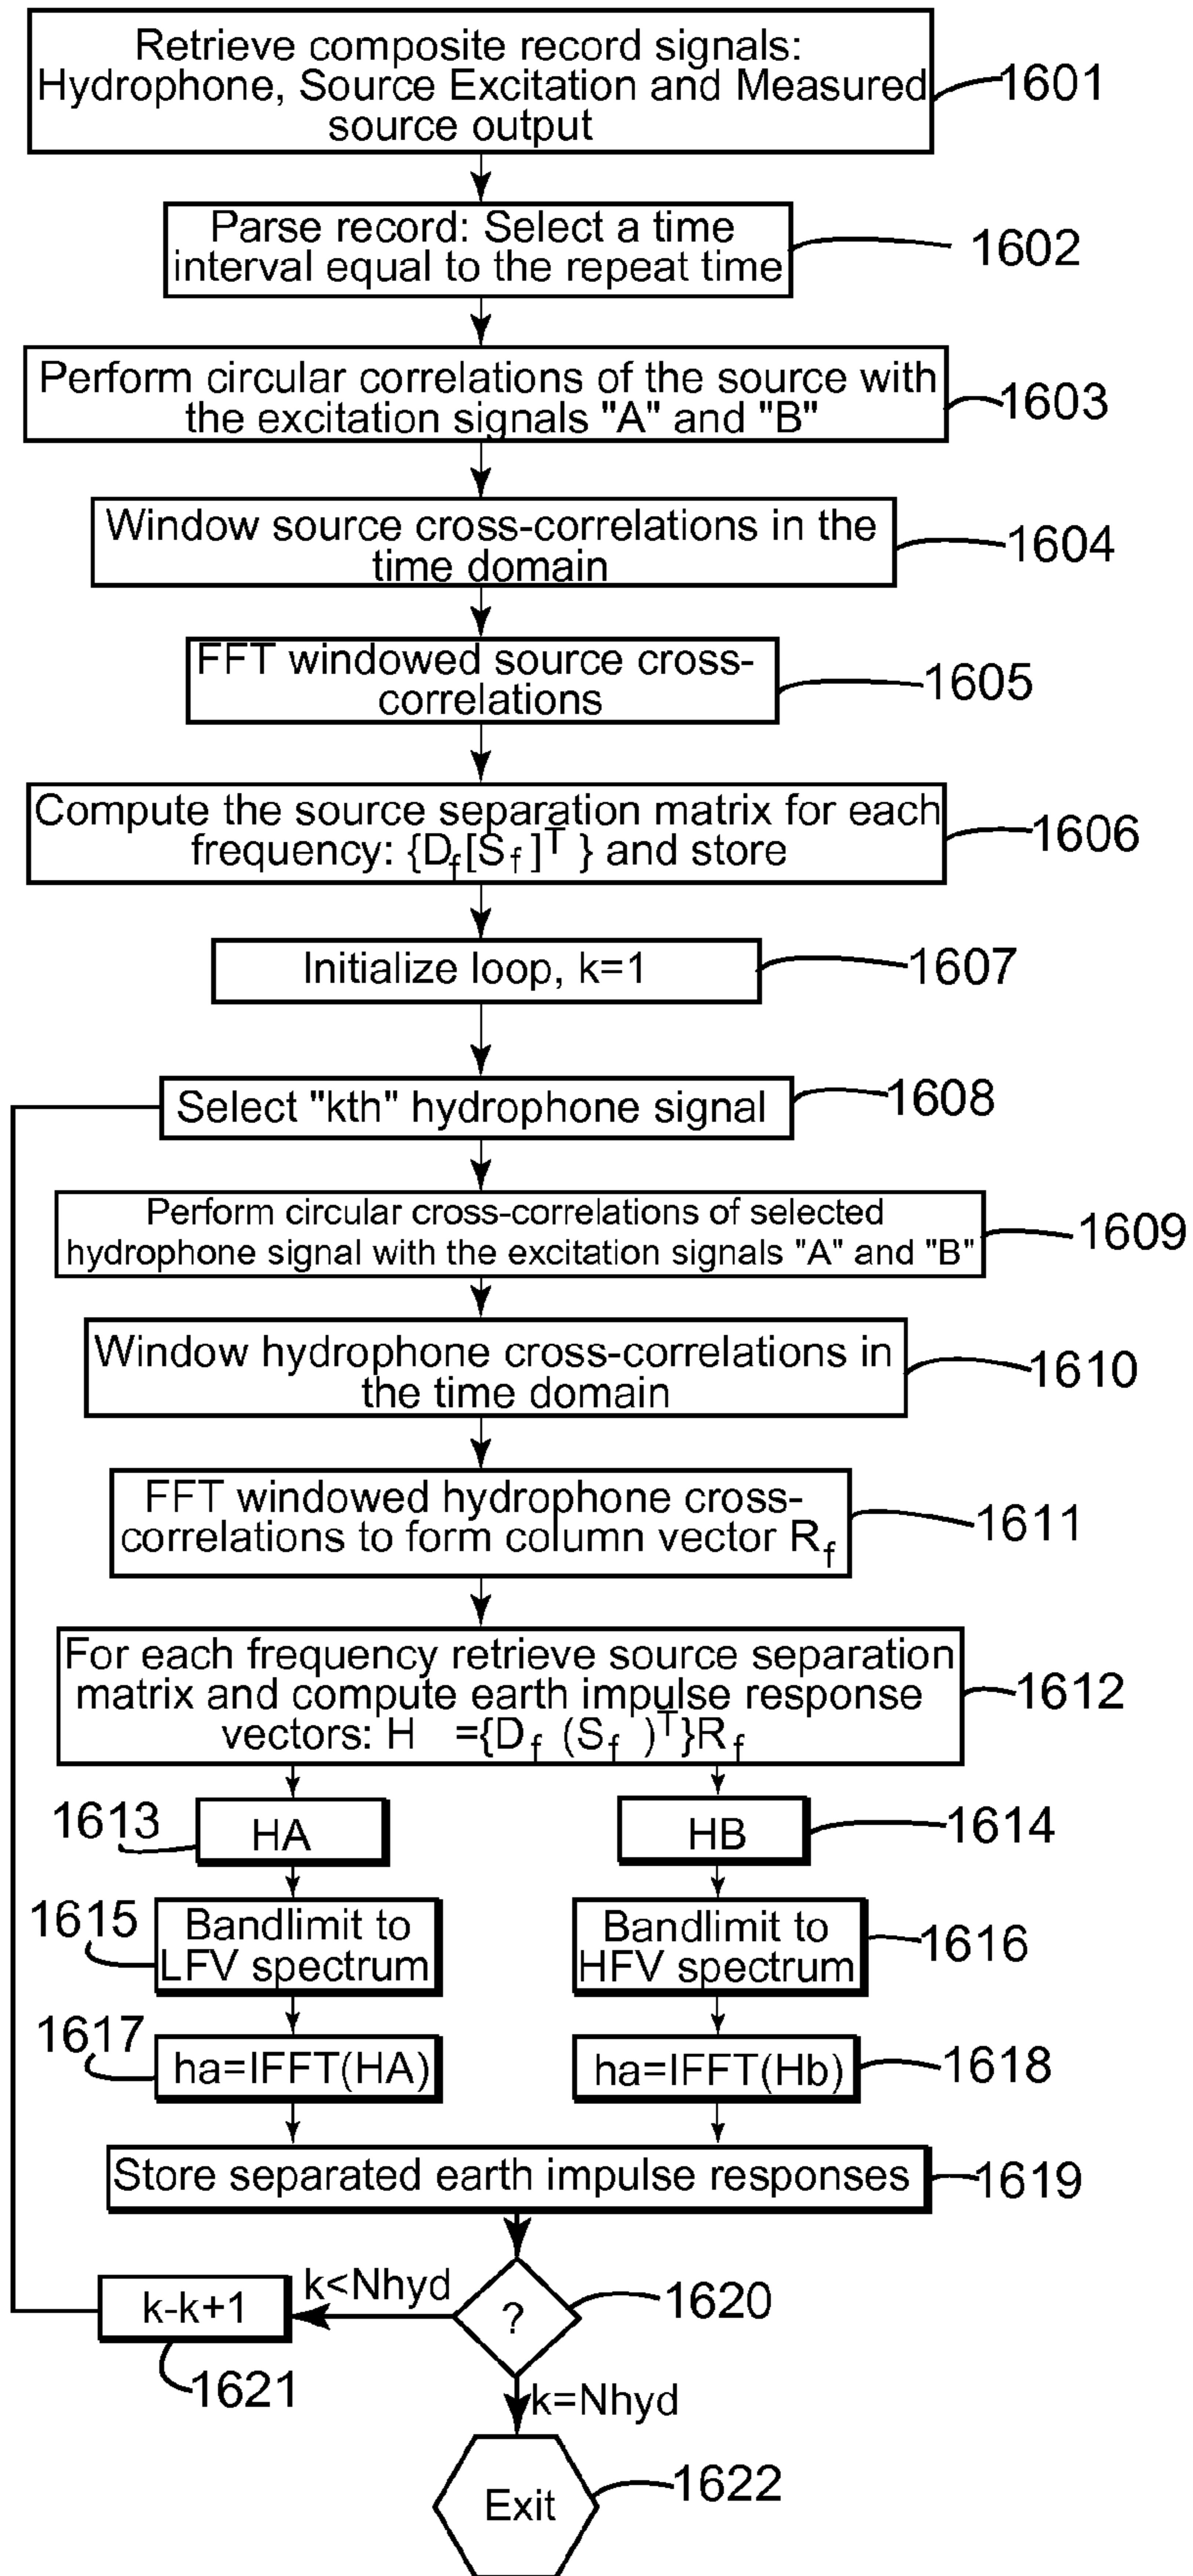 Retrieve composite record signals:
Hydrophone, Source Excitation and Measured
source output
1601
Parse record: Select a time
interval equal to the repeat time
1602
Perform circular correlations of the source with
the excitation signals "A" and "B"
1603
Window source cross-correlations in the
time domain
1604
FFT windowed source cross-
correlations
1605
Compute the source separation matrix for each
frequency: {D_f[S_f]^T} and store
1606
Initialize loop, k=1
1607
Select "kth" hydrophone signal
1608
Perform circular cross-correlations of selected
hydrophone signal with the excitation signals "A" and "B"
1609
Window hydrophone cross-correlations in
the time domain
1610
FFT windowed hydrophone cross-
correlations to form column vector R_f
1611
For each frequency retrieve source separation
matrix and compute earth impulse response
vectors: H ={D_f (S_f )^T}R_f
1612
1613
HA
HB
1614
1615
Bandlimit to
LFV spectrum
Bandlimit to
HFV spectrum
1616
1617
ha=IFFT(HA)
ha=IFFT(Hb)
1618
Store separated earth impulse responses
1619
k-k+1
k<Nhyd
?
1620
1621
k=Nhyd
Exit
1622